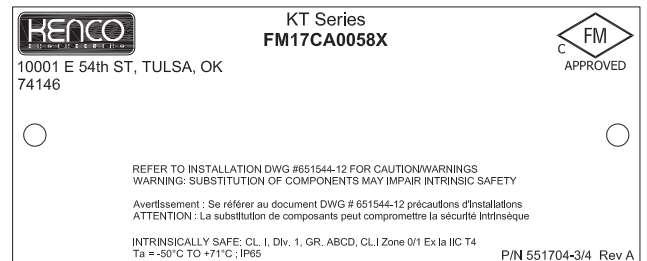 KENCO
ENGINEERING
KT Series
FM17CA0058X
FM
C
APPROVED
10001 E 54th ST, TULSA, OK
74146
REFER TO INSTALLATION DWG #651544-12 FOR CAUTION/WARNINGS
WARNING: SUBSTITUTION OF COMPONENTS MAY IMPAIR INTRINSIC SAFETY
Avertissement : Se référer au document DWG # 651544-12 précautions d'Installations
ATTENTION : La substitution de composants peut compromettre la sécurité Intrinsèque
INTRINSICALLY SAFE: CL. I, Div. 1, GR. ABCD, CL.I Zone 0/1 Ex Ia IIC T4
Ta = -50°C TO +71°C ; IP65
P/N 551704-3/4 Rev A